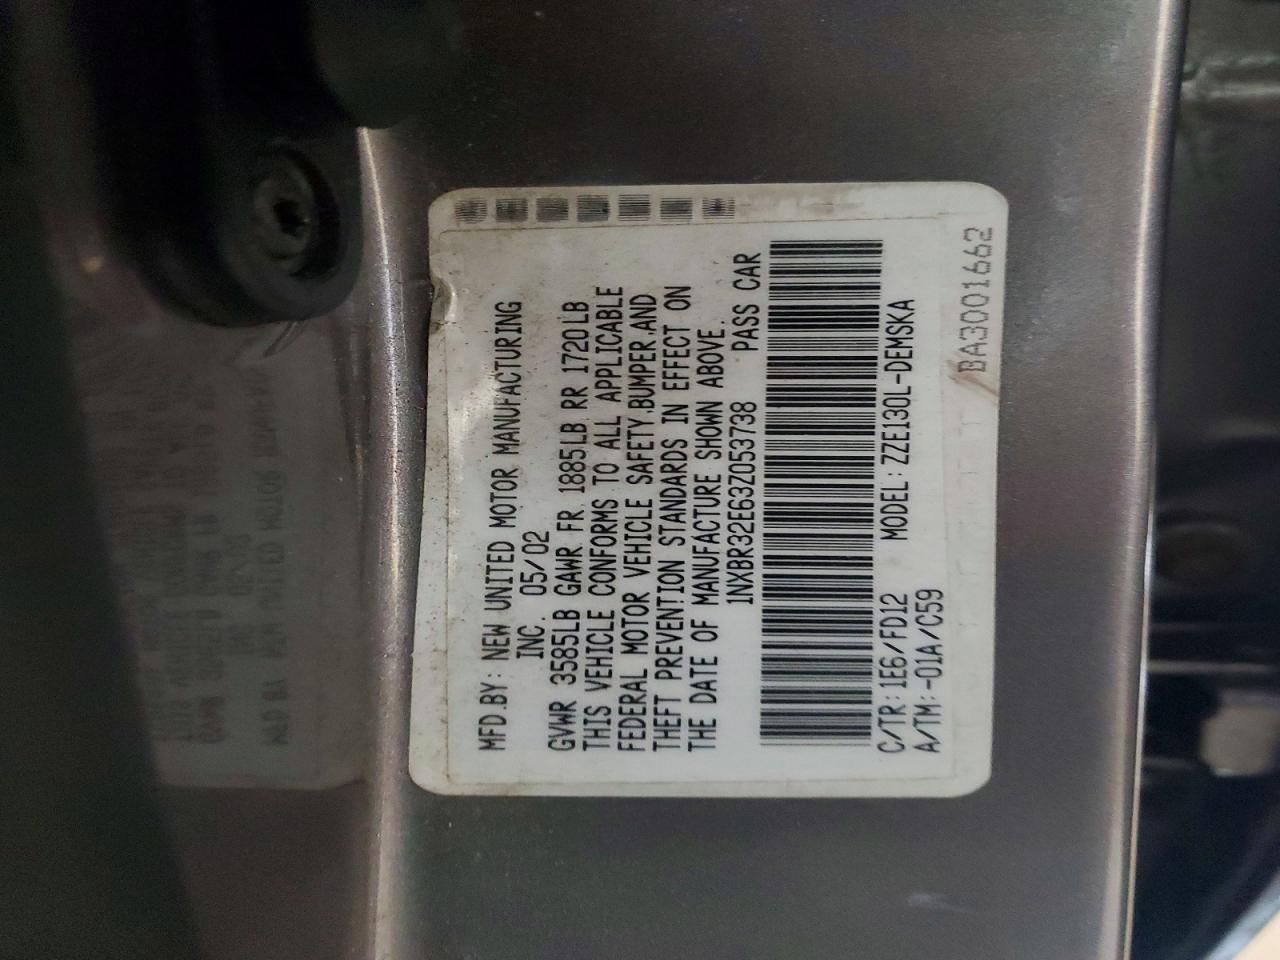 MFD.BY: NEW UNITED MOTOR MANUFACTURING
INC. 05/02
GVWR 3585LB GAWR FR 1885LB RR 1720LB
THIS VEHICLE CONFORMS TO ALL APPLICABLE
FEDERAL MOTOR VEHICLE SAFETY,BUMPER,AND
THEFT PREVENTION STANDARDS IN EFFECT ON
THE DATE OF MANUFACTURE SHOWN ABOVE.
1NXBR32E63Z053738 PASS CAR
C/TR:1E6/FD12 MODEL:ZZE130L-DEMSKA
A/TM:-01A/C59
BA3001662